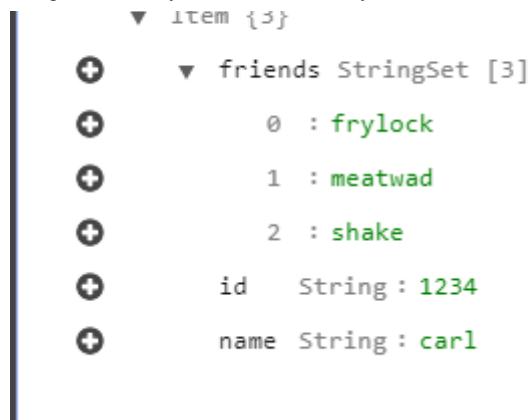 ▼ Item {3}
▼ friends StringSet [3]
0 : frylock
1 : meatwad
2 : shake
id String : 1234
name String : carl